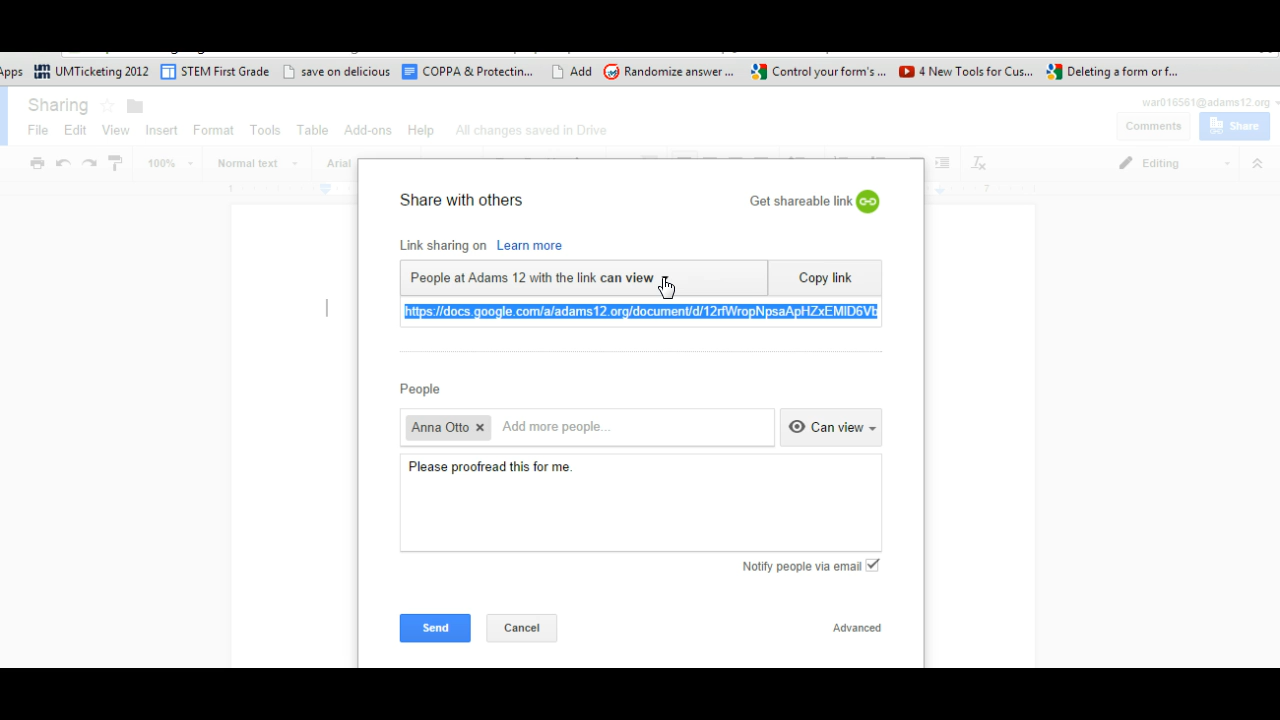 Apps UMTicketing 2012 STEM First Grade save on delicious COPPA & Protectin... Add Randomize answer ... Control your form's ... 4 New Tools for Cus... Deleting a form or f...
Sharing
war016561@adams12.org
File Edit View Insert Format Tools Table Add-ons Help All changes saved in Drive
Comments Share
100% Normal text Arial Editing
1 7
Share with others
Get shareable link
Link sharing on Learn more
People at Adams 12 with the link can view
Copy link
https://docs.google.com/a/adams12.org/document/d/12rfWropNpsaApHZxEMID6Vb
People
Anna Otto × Add more people...
Can view
Please proofread this for me.
Notify people via email
Send Cancel
Advanced